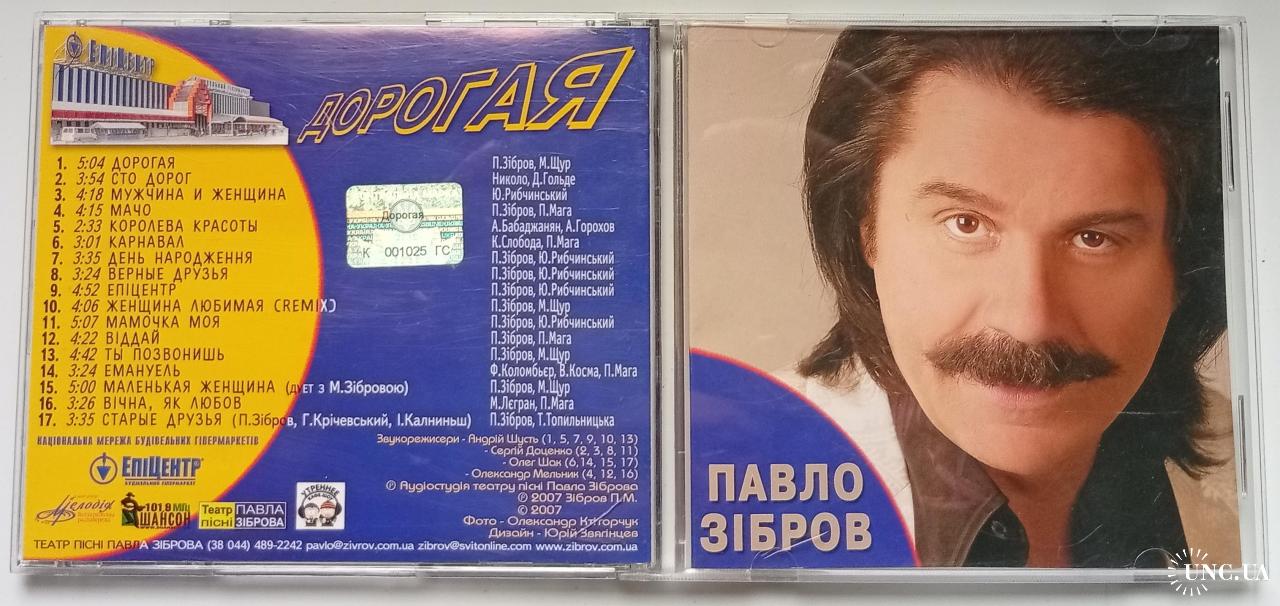 ЕПІЦЕНТР
ДОРОГАЯ
1. 5:04 ДОРОГАЯ П.Зібров, М.Щур
2. 3:54 СТО ДОРОГ Николо, Д.Гольде
3. 4:18 МУЖЧИНА И ЖЕНЩИНА Ю.Рибчинський
4. 4:15 МАЧО П.Зібров, П.Мага
5. 2:33 КОРОЛЕВА КРАСОТЫ А.Бабаджанян, А.Горохов
6. 3:01 КАРНАВАЛ К.Слобода, П.Мага
7. 3:35 ДЕНЬ НАРОДЖЕННЯ П.Зібров, Ю.Рибчинський
8. 3:24 ВЕРНЫЕ ДРУЗЬЯ П.Зібров, Ю.Рибчинський
9. 4:52 ЕПІЦЕНТР П.Зібров, Ю.Рибчинський
10. 4:06 ЖЕНЩИНА ЛЮБИМАЯ (REMIX) П.Зібров, М.Щур
11. 5:07 МАМОЧКА МОЯ П.Зібров, Ю.Рибчинський
12. 4:22 ВІДДАЙ П.Зібров, П.Мага
13. 4:42 ТЫ ПОЗВОНИШЬ П.Зібров, М.Щур
14. 3:24 ЕМАНУЕЛЬ Ф.Коломбьєр, В.Косма, П.Мага
15. 5:00 МАЛЕНЬКАЯ ЖЕНЩИНА (дует з М.Зібровою) П.Зібров, М.Щур
16. 3:26 ВІЧНА, ЯК ЛЮБОВ М.Лєгран, П.Мага
17. 3:35 СТАРЫЕ ДРУЗЬЯ (П.Зібров, Г.Крічевський, І.Калниньш) П.Зібров, Т.Топильницька
Дорогая
К 001025 ГС
Звукорежисери - Андрій Шусть (1, 5, 7, 9, 10, 13)
- Сергій Доценко (2, 3, 8, 11)
- Олег Шак (6,14, 15, 17)
- Олександр Мельник (4, 12, 16)
℗ Аудіостудія театру пісні Павла Зіброва
℗ 2007 Зібров П.М.
© 2007
Фото - Олександр Ктиторчук
Дизайн - Юрій Звягінцев
НАЦІОНАЛЬНА МЕРЕЖА БУДІВЕЛЬНИХ ГІПЕРМАРКЕТІВ
ЕПІЦЕНТР
БУДІВЕЛЬНИЙ ГІПЕРМАРКЕТ
Мелодія
101,9 МГц
ШАНСОН
Театр пісні
ПАВЛА ЗІБРОВА
УТРЕННЕЕ
ТЕАТР ПІСНІ ПАВЛА ЗІБРОВА (38 044) 489-2242 pavlo@zivrov.com.ua zibrov@svitonline.com www.zibrov.com.ua
ПАВЛО
ЗІБРОВ
UNC.UA